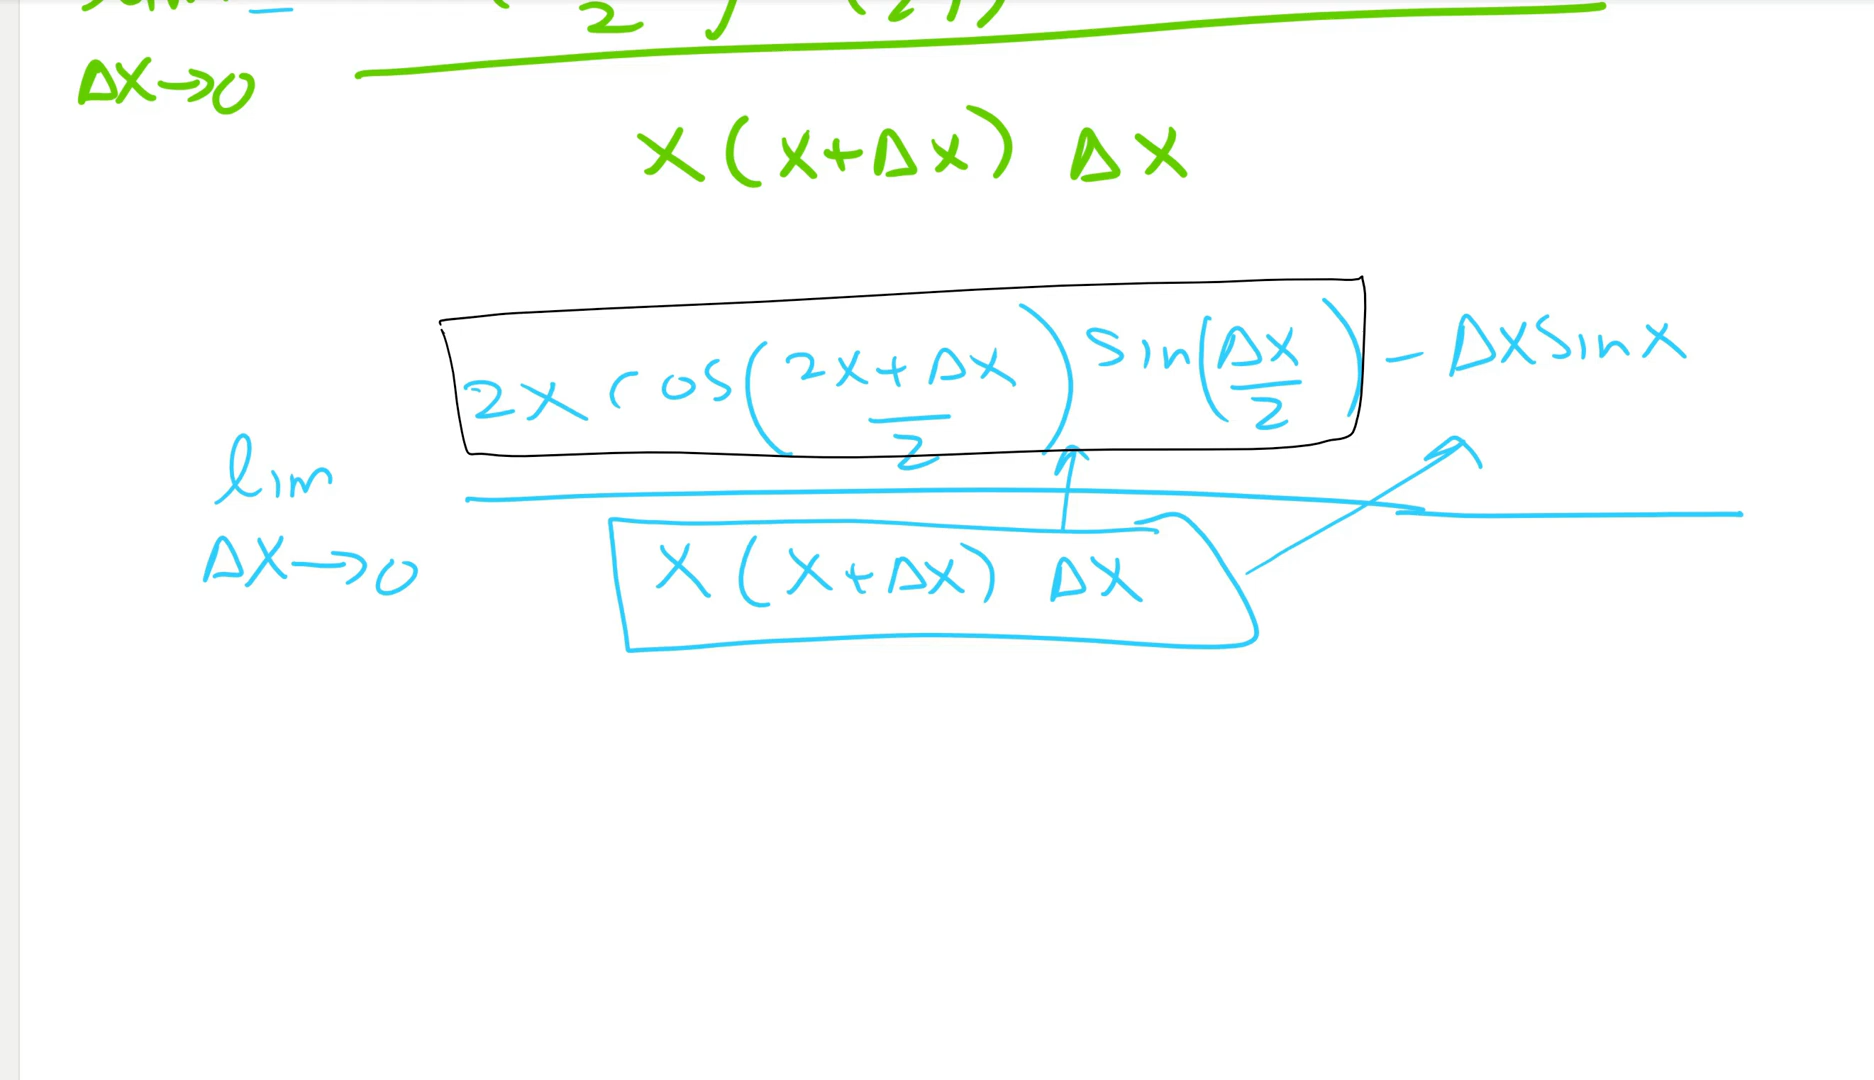 2
Δx→0
x(x+Δx) Δx
2x cos(2x+Δx/2) sin(Δx/2) − Δx sin x
lim
Δx→0
x(x+Δx) Δx